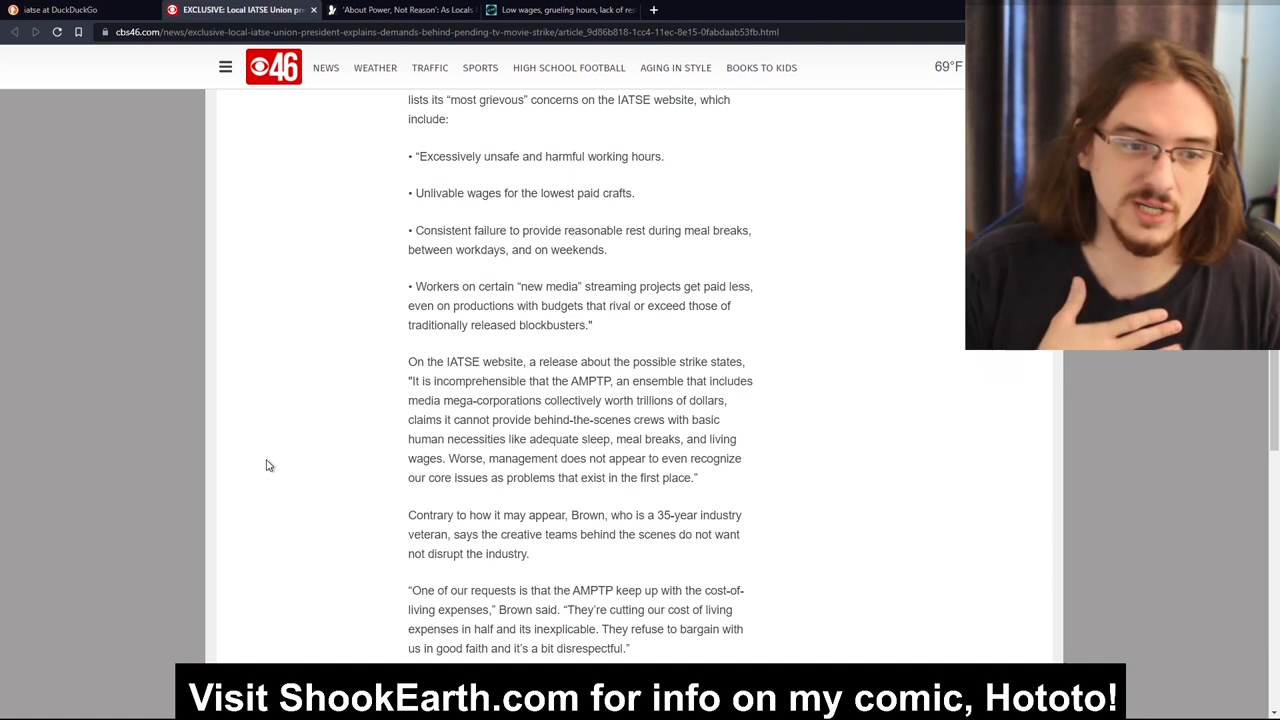 iatse at DuckDuckGo
EXCLUSIVE: Local IATSE Union pre
'About Power, Not Reason': As Locals
Low wages, grueling hours, lack of res
cbs46.com/news/exclusive-local-iatse-union-president-explains-demands-behind-pending-tv-movie-strike/article_9d86b818-1cc4-11ec-8e15-0fabdaab53fb.html
46 NEWS WEATHER TRAFFIC SPORTS HIGH SCHOOL FOOTBALL AGING IN STYLE BOOKS TO KIDS 69°F
lists its “most grievous” concerns on the IATSE website, which
include:
• “Excessively unsafe and harmful working hours.
• Unlivable wages for the lowest paid crafts.
• Consistent failure to provide reasonable rest during meal breaks,
between workdays, and on weekends.
• Workers on certain “new media” streaming projects get paid less,
even on productions with budgets that rival or exceed those of
traditionally released blockbusters."
On the IATSE website, a release about the possible strike states,
"It is incomprehensible that the AMPTP, an ensemble that includes
media mega-corporations collectively worth trillions of dollars,
claims it cannot provide behind-the-scenes crews with basic
human necessities like adequate sleep, meal breaks, and living
wages. Worse, management does not appear to even recognize
our core issues as problems that exist in the first place.”
Contrary to how it may appear, Brown, who is a 35-year industry
veteran, says the creative teams behind the scenes do not want
not disrupt the industry.
“One of our requests is that the AMPTP keep up with the cost-of-
living expenses,” Brown said. “They’re cutting our cost of living
expenses in half and its inexplicable. They refuse to bargain with
us in good faith and it’s a bit disrespectful.”
Visit ShookEarth.com for info on my comic, Hototo!